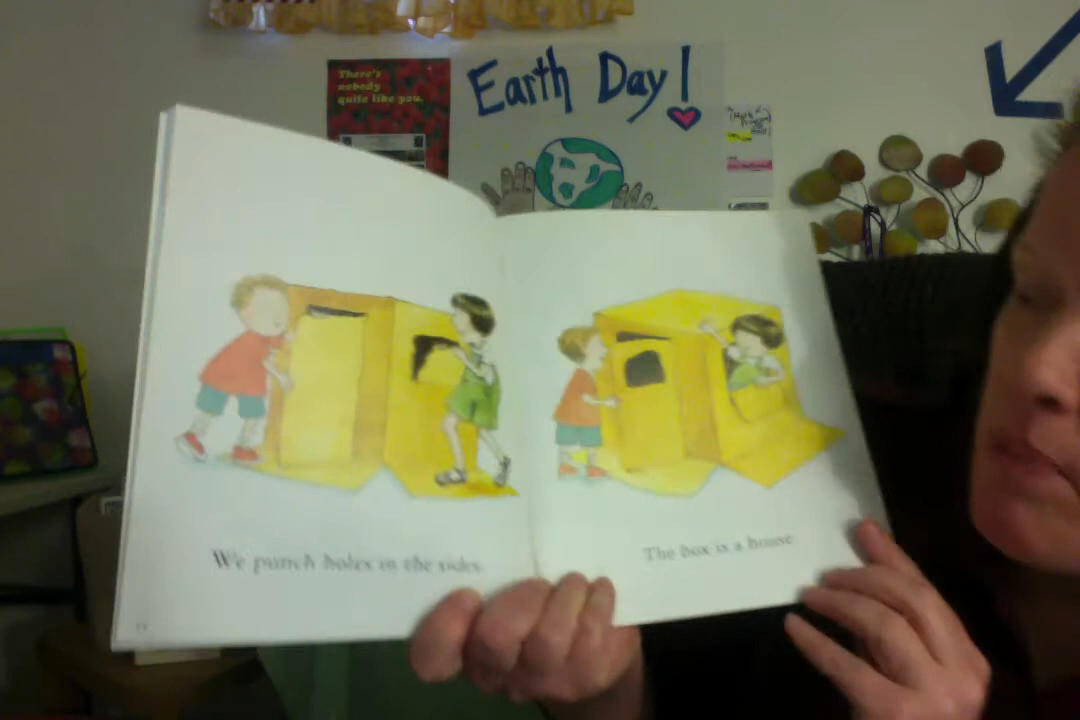 There's
nobody
quite like you.
Earth Day!
We punch holes in the sides.
The box is a house